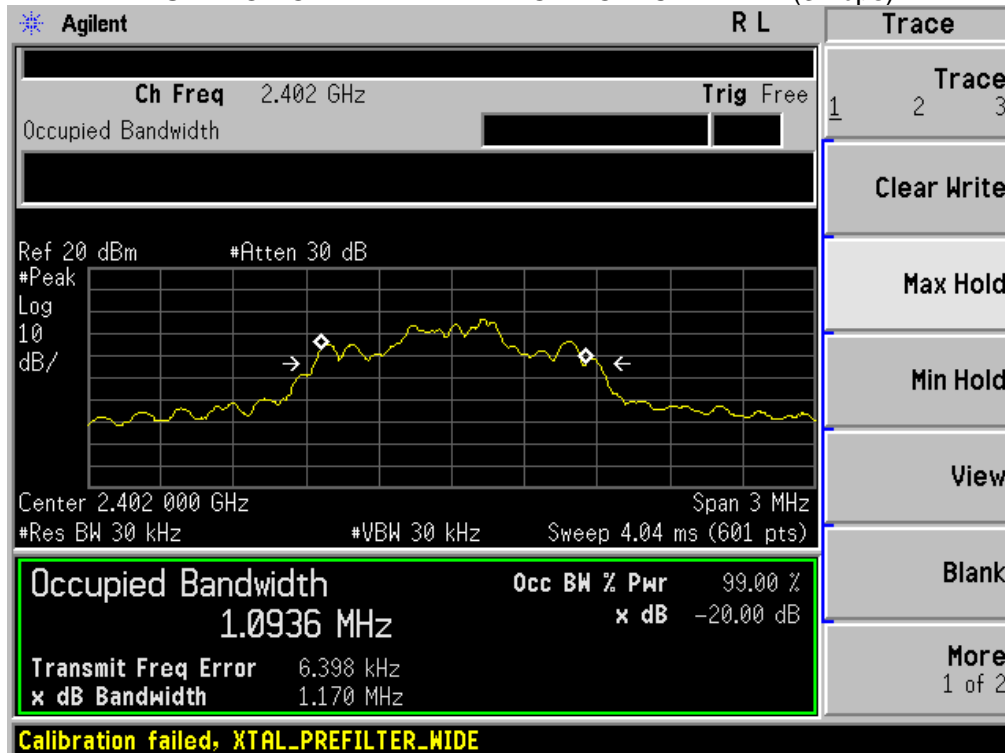 Agilent R L Trace
Ch Freq 2.402 GHz Trig Free
Occupied Bandwidth
Trace
1 2 3
Clear Write
Max Hold
Min Hold
View
Blank
More
1 of 2
Ref 20 dBm #Atten 30 dB
#Peak
Log
10
dB/
Center 2.402 000 GHz Span 3 MHz
#Res BW 30 kHz #VBW 30 kHz Sweep 4.04 ms (601 pts)
Occupied Bandwidth Occ BW % Pwr 99.00 %
1.0936 MHz x dB -20.00 dB
Transmit Freq Error 6.398 kHz
x dB Bandwidth 1.170 MHz
Calibration failed, XTAL_PREFILTER_WIDE